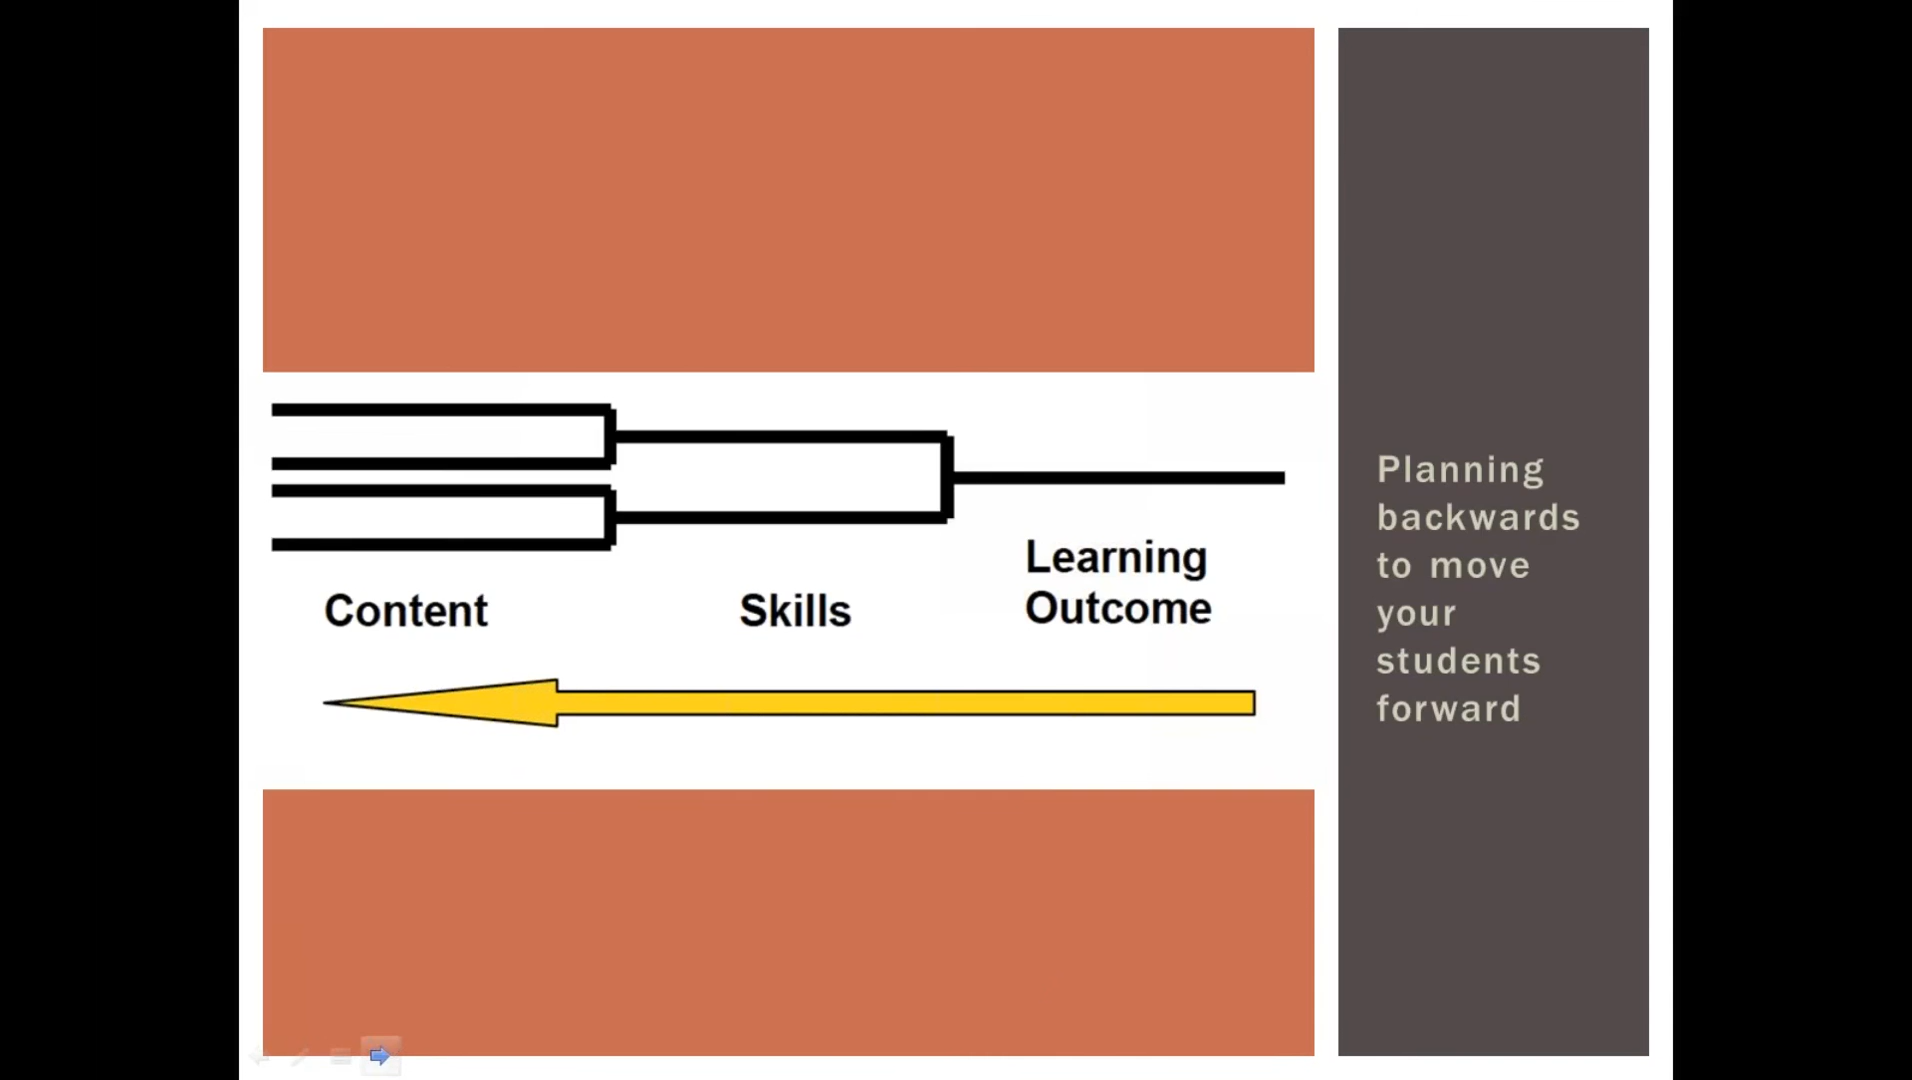 Content
Skills
Learning
Outcome
Planning
backwards
to move
your
students
forward